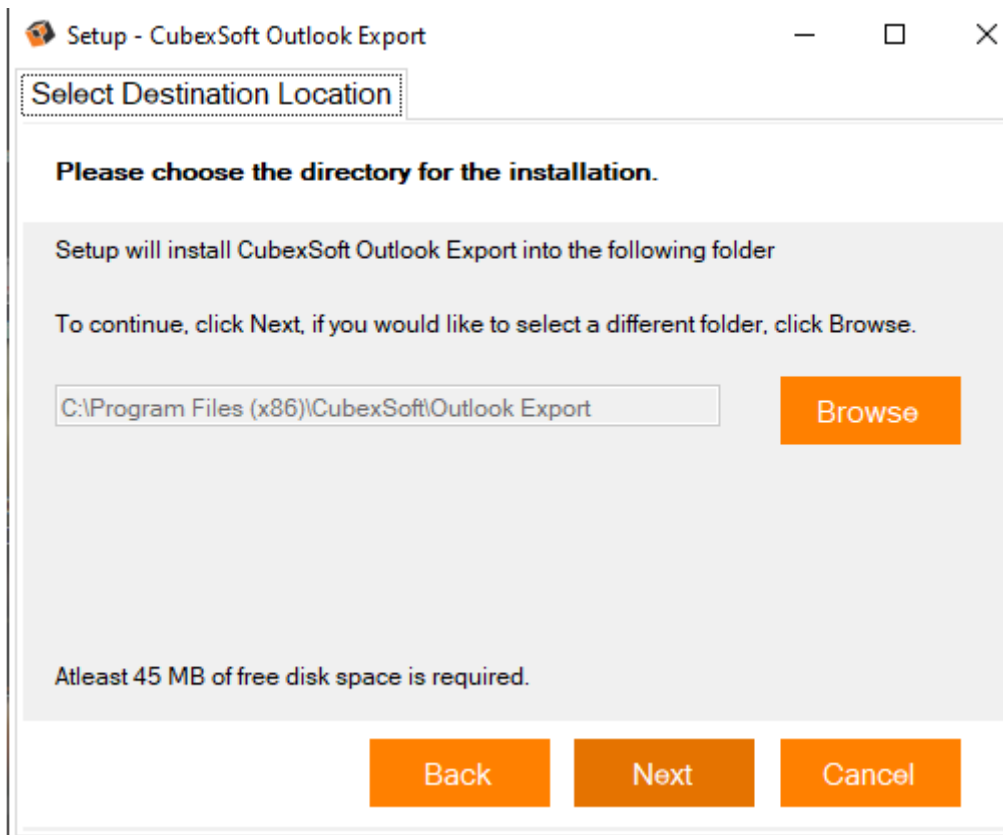 Setup - CubexSoft Outlook Export
Select Destination Location
Please choose the directory for the installation.
Setup will install CubexSoft Outlook Export into the following folder
To continue, click Next, if you would like to select a different folder, click Browse.
C:\Program Files (x86)\CubexSoft\Outlook Export
Browse
Atleast 45 MB of free disk space is required.
Back Next Cancel